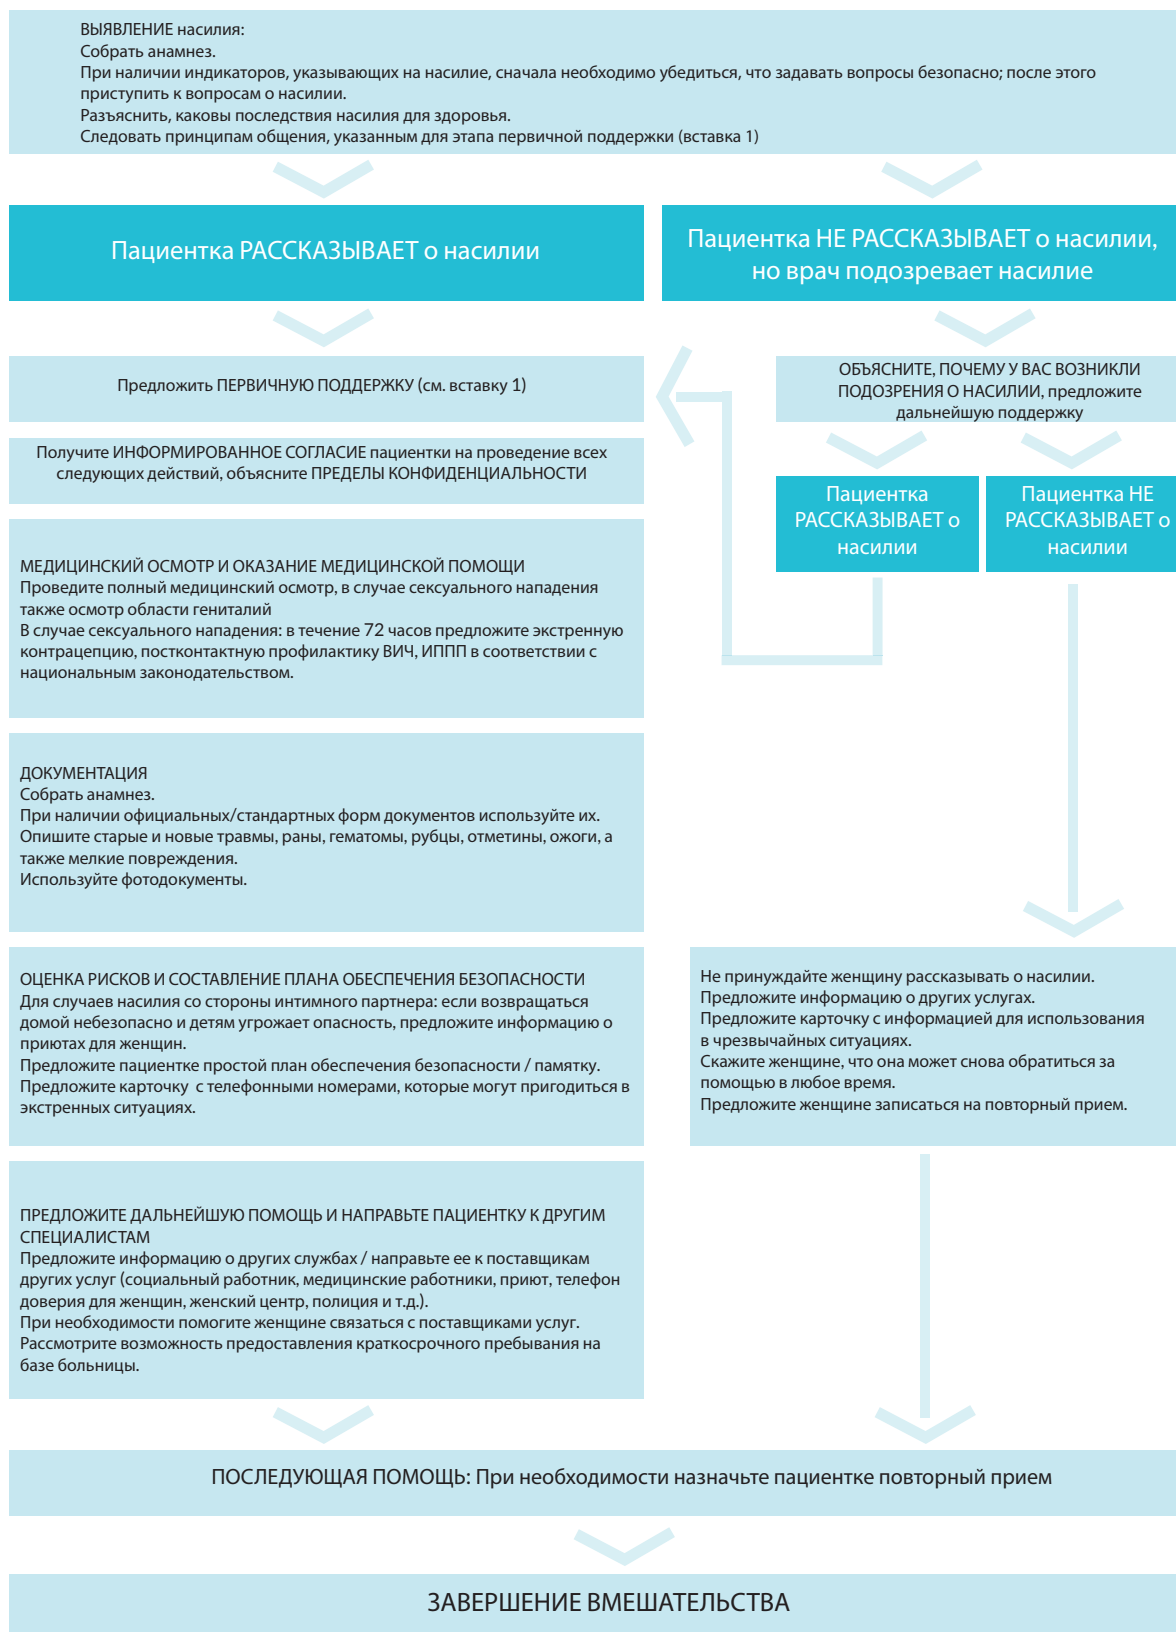 ВЫЯВЛЕНИЕ насилия:
Собрать анамнез.
При наличии индикаторов, указывающих на насилие, сначала необходимо убедиться, что задавать вопросы безопасно; после этого
приступить к вопросам о насилии.
Разъяснить, каковы последствия насилия для здоровья.
Следовать принципам общения, указанным для этапа первичной поддержки (вставка 1)
Пациентка РАССКАЗЫВАЕТ о насилии
Пациентка НЕ РАССКАЗЫВАЕТ о насилии,
но врач подозревает насилие
Предложить ПЕРВИЧНУЮ ПОДДЕРЖКУ (см. вставку 1)
ОБЪЯСНИТЕ, ПОЧЕМУ У ВАС ВОЗНИКЛИ
ПОДОЗРЕНИЯ О НАСИЛИИ, предложите
дальнейшую поддержку
Получите ИНФОРМИРОВАННОЕ СОГЛАСИЕ пациентки на проведение всех
следующих действий, объясните ПРЕДЕЛЫ КОНФИДЕНЦИАЛЬНОСТИ
Пациентка
РАССКАЗЫВАЕТ о
насилии
Пациентка НЕ
РАССКАЗЫВАЕТ о
насилии
МЕДИЦИНСКИЙ ОСМОТР И ОКАЗАНИЕ МЕДИЦИНСКОЙ ПОМОЩИ
Проведите полный медицинский осмотр, в случае сексуального нападения
также осмотр области гениталий
В случае сексуального нападения: в течение 72 часов предложите экстренную
контрацепцию, постконтактную профилактику ВИЧ, ИППП в соответствии с
национальным законодательством.
ДОКУМЕНТАЦИЯ
Собрать анамнез.
При наличии официальных/стандартных форм документов используйте их.
Опишите старые и новые травмы, раны, гематомы, рубцы, отметины, ожоги, а
также мелкие повреждения.
Используйте фотодокументы.
ОЦЕНКА РИСКОВ И СОСТАВЛЕНИЕ ПЛАНА ОБЕСПЕЧЕНИЯ БЕЗОПАСНОСТИ
Для случаев насилия со стороны интимного партнера: если возвращаться
домой небезопасно и детям угрожает опасность, предложите информацию о
приютах для женщин.
Предложите пациентке простой план обеспечения безопасности / памятку.
Предложите карточку с телефонными номерами, которые могут пригодиться в
экстренных ситуациях.
Не принуждайте женщину рассказывать о насилии.
Предложите информацию о других услугах.
Предложите карточку с информацией для использования
в чрезвычайных ситуациях.
Скажите женщине, что она может снова обратиться за
помощью в любое время.
Предложите женщине записаться на повторный прием.
ПРЕДЛОЖИТЕ ДАЛЬНЕЙШУЮ ПОМОЩЬ И НАПРАВЬТЕ ПАЦИЕНТКУ К ДРУГИМ
СПЕЦИАЛИСТАМ
Предложите информацию о других службах / направьте ее к поставщикам
других услуг (социальный работник, медицинские работники, приют, телефон
доверия для женщин, женский центр, полиция и т.д.).
При необходимости помогите женщине связаться с поставщиками услуг.
Рассмотрите возможность предоставления краткосрочного пребывания на
базе больницы.
ПОСЛЕДУЮЩАЯ ПОМОЩЬ: При необходимости назначьте пациентке повторный прием
ЗАВЕРШЕНИЕ ВМЕШАТЕЛЬСТВА